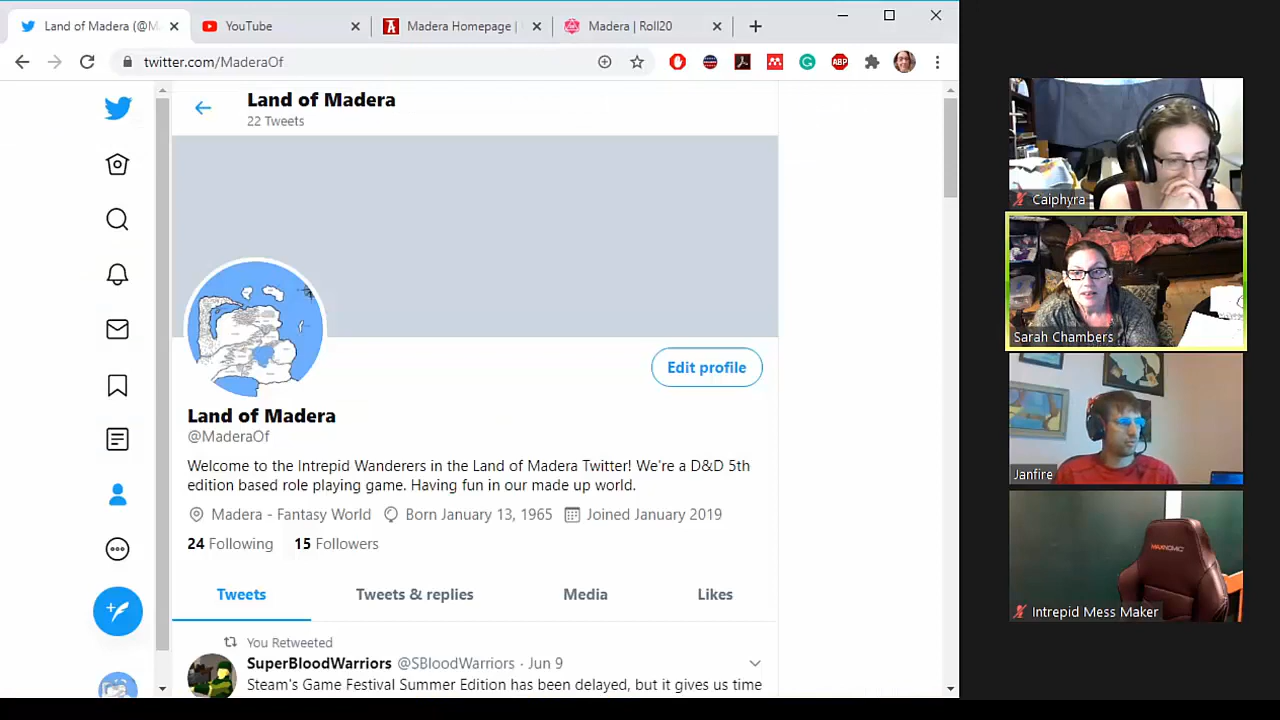 Land of Madera (@M
YouTube
Madera Homepage |
Madera | Roll20
twitter.com/MaderaOf
ABP
Land of Madera
22 Tweets
Edit profile
Land of Madera
@MaderaOf
Welcome to the Intrepid Wanderers in the Land of Madera Twitter! We're a D&D 5th
edition based role playing game. Having fun in our made up world.
Madera - Fantasy World Born January 13, 1965 Joined January 2019
24 Following 15 Followers
Tweets Tweets & replies Media Likes
You Retweeted
SuperBloodWarriors @SBloodWarriors · Jun 9
Steam's Game Festival Summer Edition has been delayed, but it gives us time
Caiphyra
Sarah Chambers
Janfire
MAXNOMIC
Intrepid Mess Maker